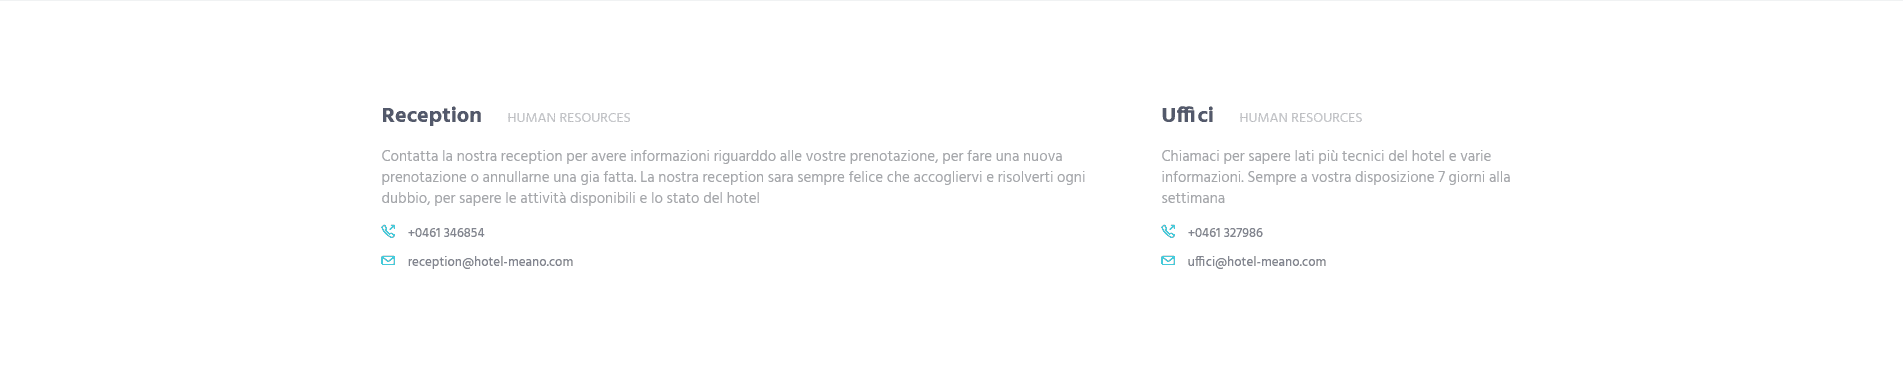 Reception HUMAN RESOURCES
Contatta la nostra reception per avere informazioni riguarddo alle vostre prenotazione, per fare una nuova
prenotazione o annullarne una gia fatta. La nostra reception sara sempre felice che accogliervi e risolverti ogni
dubbio, per sapere le attività disponibili e lo stato del hotel
+0461 346854
reception@hotel-meano.com
Uffici HUMAN RESOURCES
Chiamaci per sapere lati più tecnici del hotel e varie
informazioni. Sempre a vostra disposizione 7 giorni alla
settimana
+0461 327986
uffici@hotel-meano.com